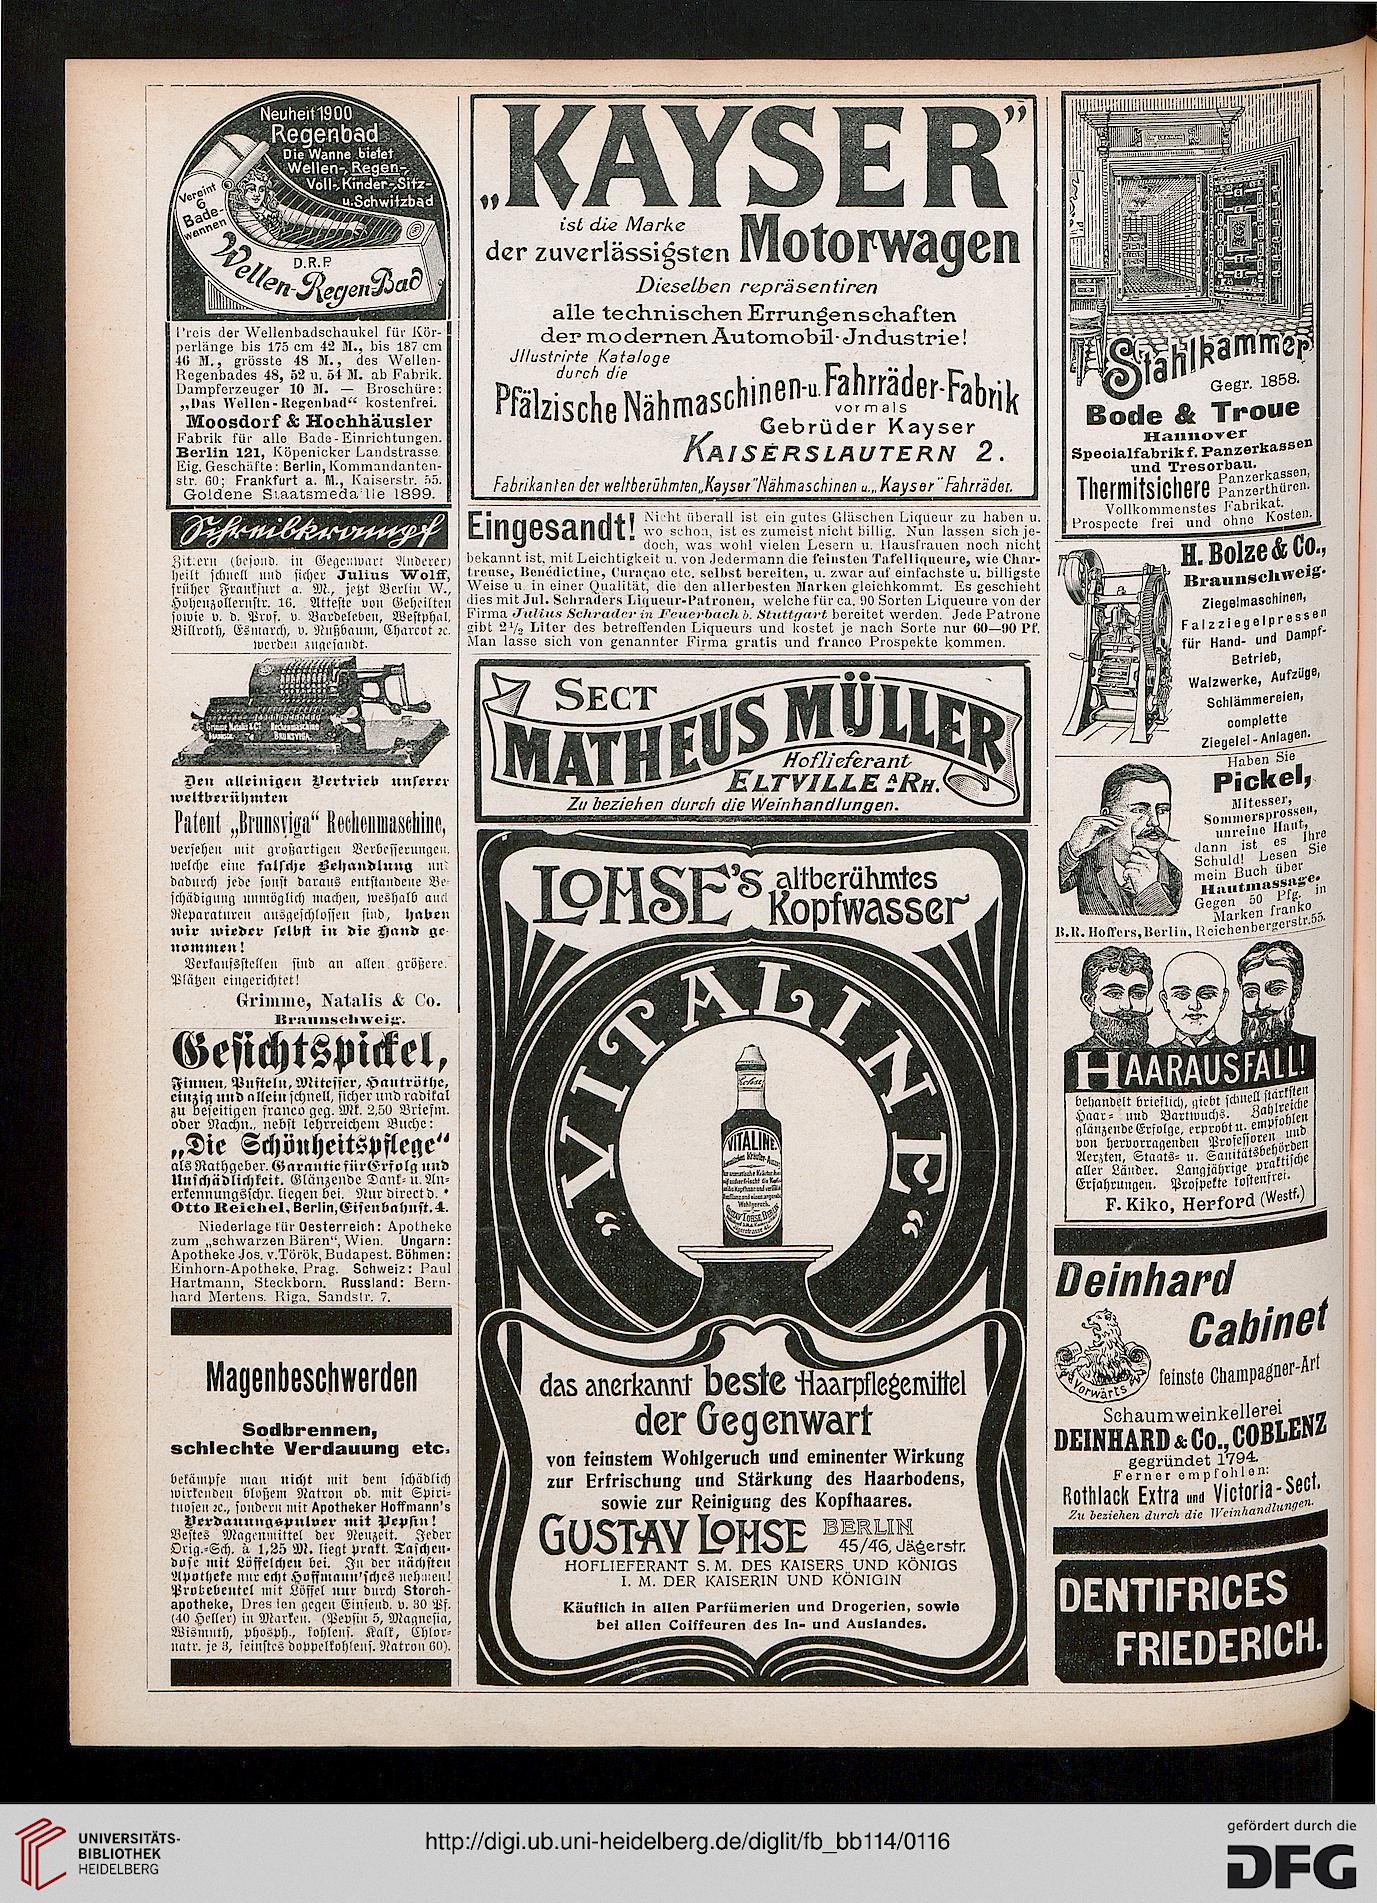 Neuheit 1900
Regenbad
Die Wanne bietet
Wellen-, Regen-,
Voll-, Kinder-, Sitz-
u. Schwitzbad
Vereint
6
Bade-
wannen
D.R.P.
Wellen-RegenBad
Preis der Wellenbadschaukel für Kör-
perlänge bis 175 cm 42 M., bis 187 cm
46 M., grösste 48 M., des Wellen-
Regenbades 48, 52 u. 54 M. ab Fabrik.
Dampferzeuger 10 M. — Broschüre:
„Das Wellen-Regenbad“ kostenfrei.
Moosdorf & Hochhäusler
Fabrik für alle Bade-Einrichtungen.
Berlin 121, Köpenicker Landstrasse.
Eig. Geschäfte: Berlin, Kommandanten-
str. 60; Frankfurt a. M., Kaiserstr. 55.
Goldene Staatsmedaille 1899.
Schreibkrampf
Zittern (besond. in Gegenwart Anderer)
heilt schnell und sicher Julius Wolff,
früher Frankfurt a. M., jetzt Berlin W.,
Hohenzollernstr. 16. Atteste von Geheilten
sowie v. d. Prof. v. Bardeleben, Westphal,
Billroth, Esmarch, v. Nußbaum, Charcot ꝛc.
werden zugesandt.
Grimme Natalis & Co. Rechenmaschine
BRUNSVIGA
Den alleinigen Vertrieb unserer
weltberühmten
Patent „Brunsviga“ Rechenmaschine,
versehen mit großartigen Verbesserungen,
welche eine falsche Behandlung und
dadurch jede sonst daraus entstandene Be-
schädigung unmöglich machen, weshalb auch
Reparaturen ausgeschlossen sind, haben
wir wieder selbst in die Hand ge-
nommen!
Verkaufsstellen sind an allen größere.
Plätzen eingerichtet!
Grimme, Natalis & Co.
Braunschweig.
Gesichtspickel,
Finnen, Pusteln, Mitesser, Hautröthe,
einzig und allein schnell, sicher und radikal
zu beseitigen franco geg. Mk. 2,50 Briefm.
oder Nachn., nebst lehrreichem Buche:
„Die Schönheitspflege“
als Rathgeber. Garantie für Erfolg und
Unschädlichkeit. Glänzende Dank- u. An-
erkennungsschr. liegen bei. Nur direct d.
Otto Reichel, Berlin, Eisenbahnst. 4.
Niederlage für Oesterreich: Apotheke
zum „schwarzen Bären“, Wien. Ungarn:
Apotheke Jos. v. Török, Budapest. Böhmen:
Einhorn-Apotheke, Prag. Schweiz: Paul
Hartmann, Steckborn. Russland: Bern-
hard Mertens, Riga, Sandstr. 7.
Magenbeschwerden
Sodbrennen,
schlechte Verdauung etc.
bekämpfe man nicht mit dem schädlich
wirkenden bloßem Natron od. mit Spiri-
tuosen ꝛc., sondern mit Apotheker Hoffmann's
Verdauungspulver mit Pepsin!
Bestes Magenmittel der Neuzeit. Jeder
Orig.-Sch. à 1,25 M. liegt prakt. Taschen-
dose mit Löffelchen bei. In der nächsten
Apotheke nur echt Hoffmann'sches nehmen!
Probebeutel mit Löffel nur durch Storch-
apotheke, Dresden gegen Einsend. v. 30 Pf.
(40 Heller) in Marken. (Pepsin 5, Magnesia,
Wismuth, phosph., kohlens. Kalk, Chlor-
natr. je 3, feinstes doppelkohlens. Natron 60).
„KAYSER”
ist die Marke
der zuverlässigsten Motorwagen
Dieselben repräsentiren
alle technischen Errungenschaften
der modernen Automobil-Jndustrie!
Jllustrirte Kataloge
durch die
Pfälzische Nähmaschinen- u. Fahrräder-Fabrik
vormals
Gebrüder Kayser
KAISERSLAUTERN 2.
Fabrikanten der weltberühmten „Kayser” Nähmaschinen u. „Kayser” Fahrräder.
Eingesandt! Nicht überall ist ein gutes Gläschen Liqueur zu haben u.
wo schon, ist es zumeist nicht billig. Nun lassen sich je-
doch, was wohl vielen Lesern u. Hausfrauen noch nicht
bekannt ist, mit Leichtigkeit u. von Jedermann die feinsten Tafelliqueure, wie Char-
treuse, Benédictine, Curaçao etc. selbst bereiten, u. zwar auf einfachste u. billigste
Weise u. in einer Qualität, die den allerbesten Marken gleichkommt. Es geschieht
dies mit Jul. Schraders Liqueur-Patronen, welche für ca. 90 Sorten Liqueure von der
Firma Julius Schrader in Feuerbach b. Stuttgart bereitet werden. Jede Patrone
gibt 2½ Liter des betreffenden Liqueurs und kostet je nach Sorte nur 60—90 Pf.
Man lasse sich von genannter Firma gratis und franco Prospekte kommen.
SECT
MATHEUS MÜLLER
Hoflieferant
ELTVILLE A/RH.
Zu beziehen durch die Weinhandlungen.
LOHSE'S altberühmtes
Kopfwasser
„VITALINE“
Lohse
VITALINE
GUSTAV LOHSE BERLIN
das anerkannt beste Haarpflegemittel
der Gegenwart
von feinstem Wohlgeruch und eminenter Wirkung
zur Erfrischung und Stärkung des Haarbodens,
sowie zur Reinigung des Kopfhaares.
GUSTAV LOHSE BERLIN
45/46, Jägerstr.
HOFLIEFERANT S. M. DES KAISERS UND KÖNIGS
I. M. DER KAISERIN UND KÖNIGIN
Käuflich in allen Parfümerien und Drogerien, sowie
bei allen Coiffeuren des In- und Auslandes.
Stahlkammer
Gegr. 1858.
Bode & Troue
Hannover
Specialfabrik f. Panzerkassen
und Tresorbau.
Thermitsichere Panzerkassen,
Panzerthüren.
Vollkommenstes Fabrikat.
Prospecte frei und ohne Kosten.
H. Bolze & Co.,
Braunschweig.
Ziegelmaschinen,
Falzziegelpressen
für Hand- und Dampf-
Betrieb,
Walzwerke, Aufzüge,
Schlämmereien,
complette
Ziegelei-Anlagen.
Haben Sie
Pickel,
Mitesser,
Sommersprossen,
unreine Haut,
dann ist es Ihre
Schuld! Lesen Sie
mein Buch über
Hautmassage.
Gegen 50 Pfg. in
Marken franko
B.R. Hoffers, Berlin, Reichenbergerstr. 55.
HAARAUSFALL!
behandelt brieflich, giebt schnell stärksten
Haar- und Bartwuchs. Zahlreiche
glänzende Erfolge, erprobt u. empfohlen
von hervorragenden Professoren und
Aerzten, Staats- u. Sanitätsbehörden
aller Länder. Langjährige praktische
Erfahrungen. Prospekte kostenfrei.
F. Kiko, Herford (Westf.)
Deinhard
Cabinet
Vorwärts
feinste Champagner-Art
Schaumweinkellerei
DEINHARD & Co., COBLENZ
gegründet 1794.
Ferner empfohlen:
Rothlack Extra und Victoria-Sect.
Zu beziehen durch die Weinhandlungen.
DENTIFRICES
FRIEDERICH.
UNIVERSITÄTS-
BIBLIOTHEK
HEIDELBERG
http://digi.ub.uni-heidelberg.de/diglit/fb_bb114/0116
gefördert durch die
DFG